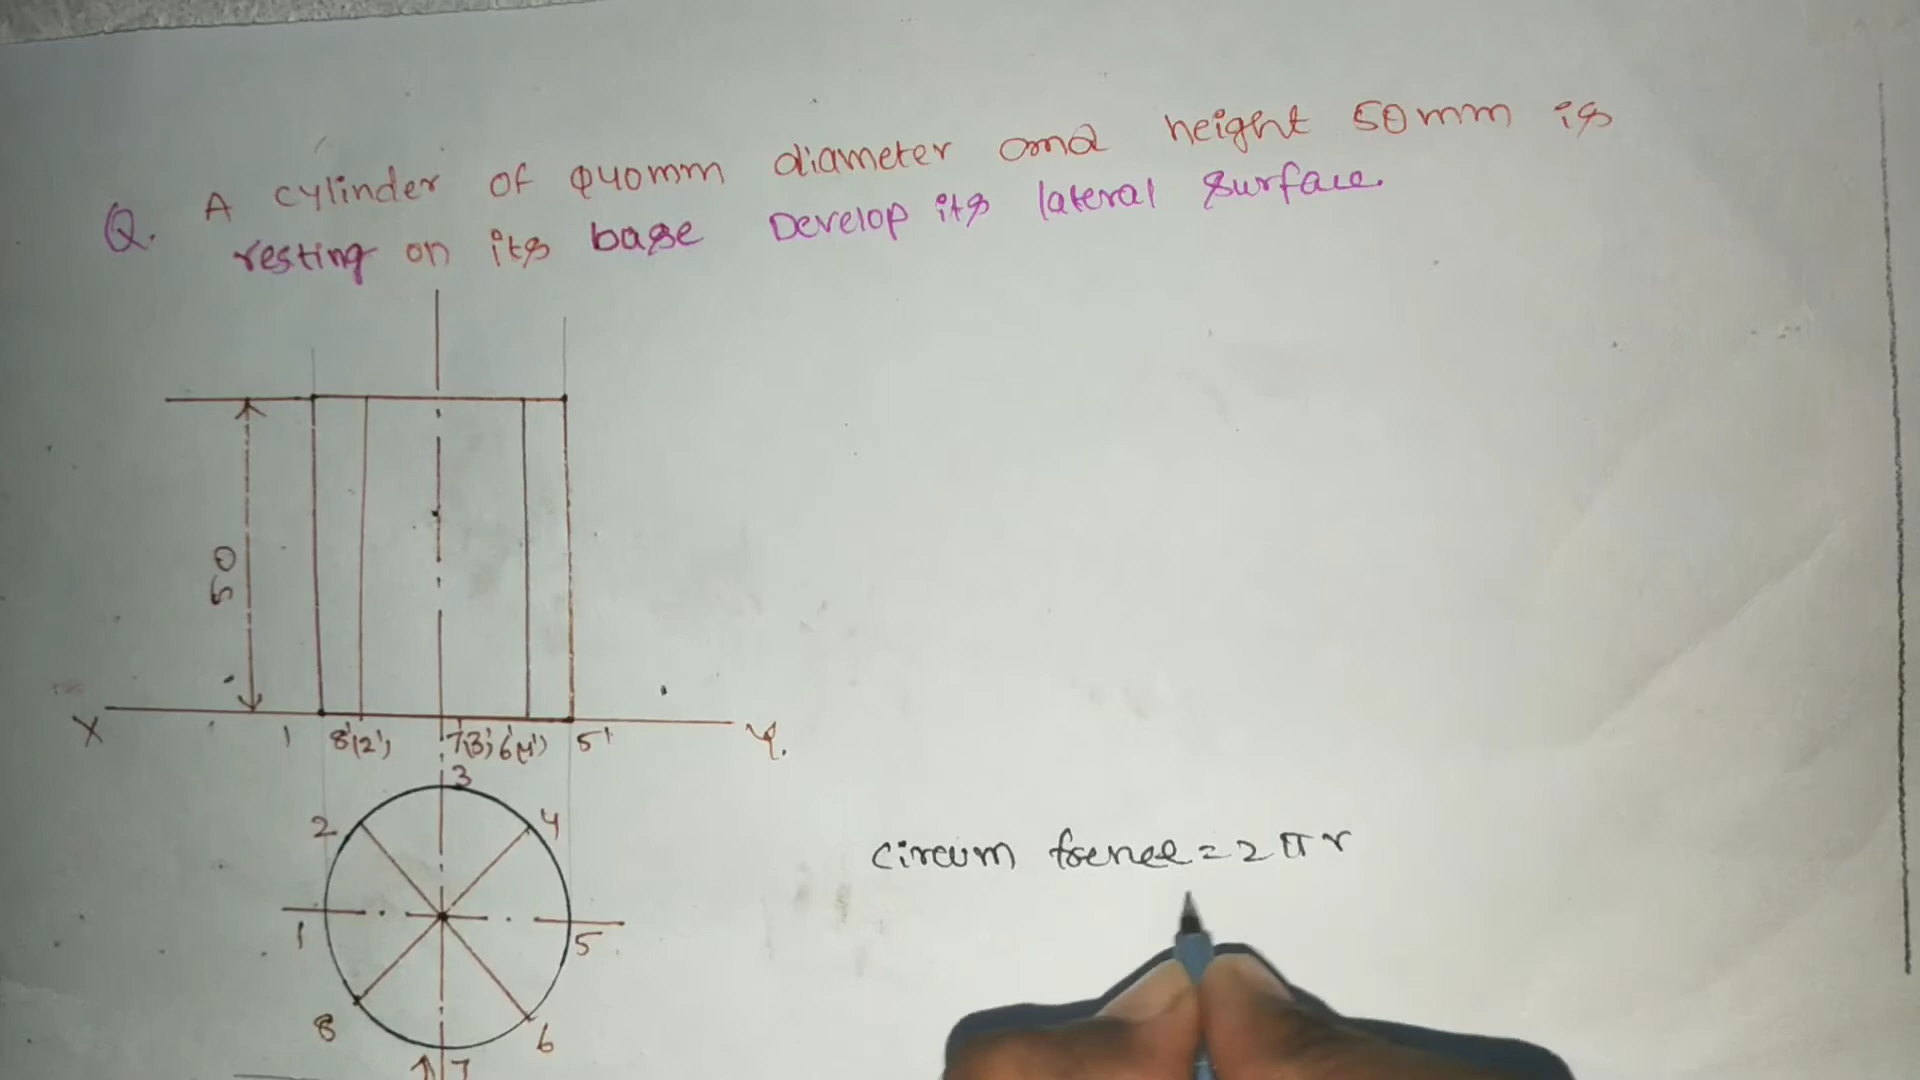 Q. A cylinder of φ40mm diameter and height 50mm is
resting on its base Develop its lateral surface.
50
X
Y.
1 8'(2') 7'(3') 6'(4') 5'
3
2
4
1
5
8
6
7
circum ference = 2πr